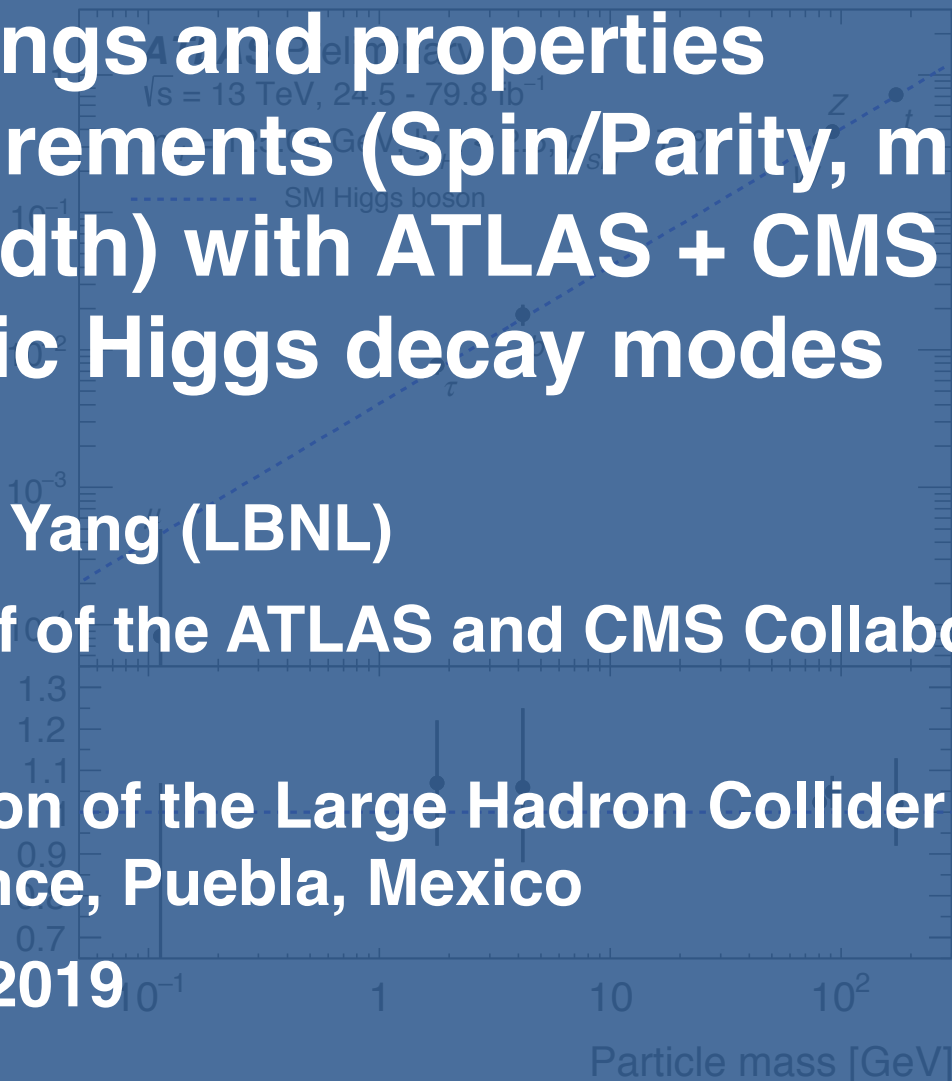 ngs and properties
rements (Spin/Parity, m
dth) with ATLAS + CMS
ic Higgs decay modes
Yang (LBNL)
f of the ATLAS and CMS Collabo
on of the Large Hadron Collider
nce, Puebla, Mexico
2019
ATLAS Preliminary
√s = 13 TeV, 24.5 - 79.8 fb⁻¹
SM Higgs boson
Z
t
τ
10⁻¹
10⁻³
1.3
1.2
1.1
0.9
0.7
10⁻¹
1
10
10²
Particle mass [GeV]